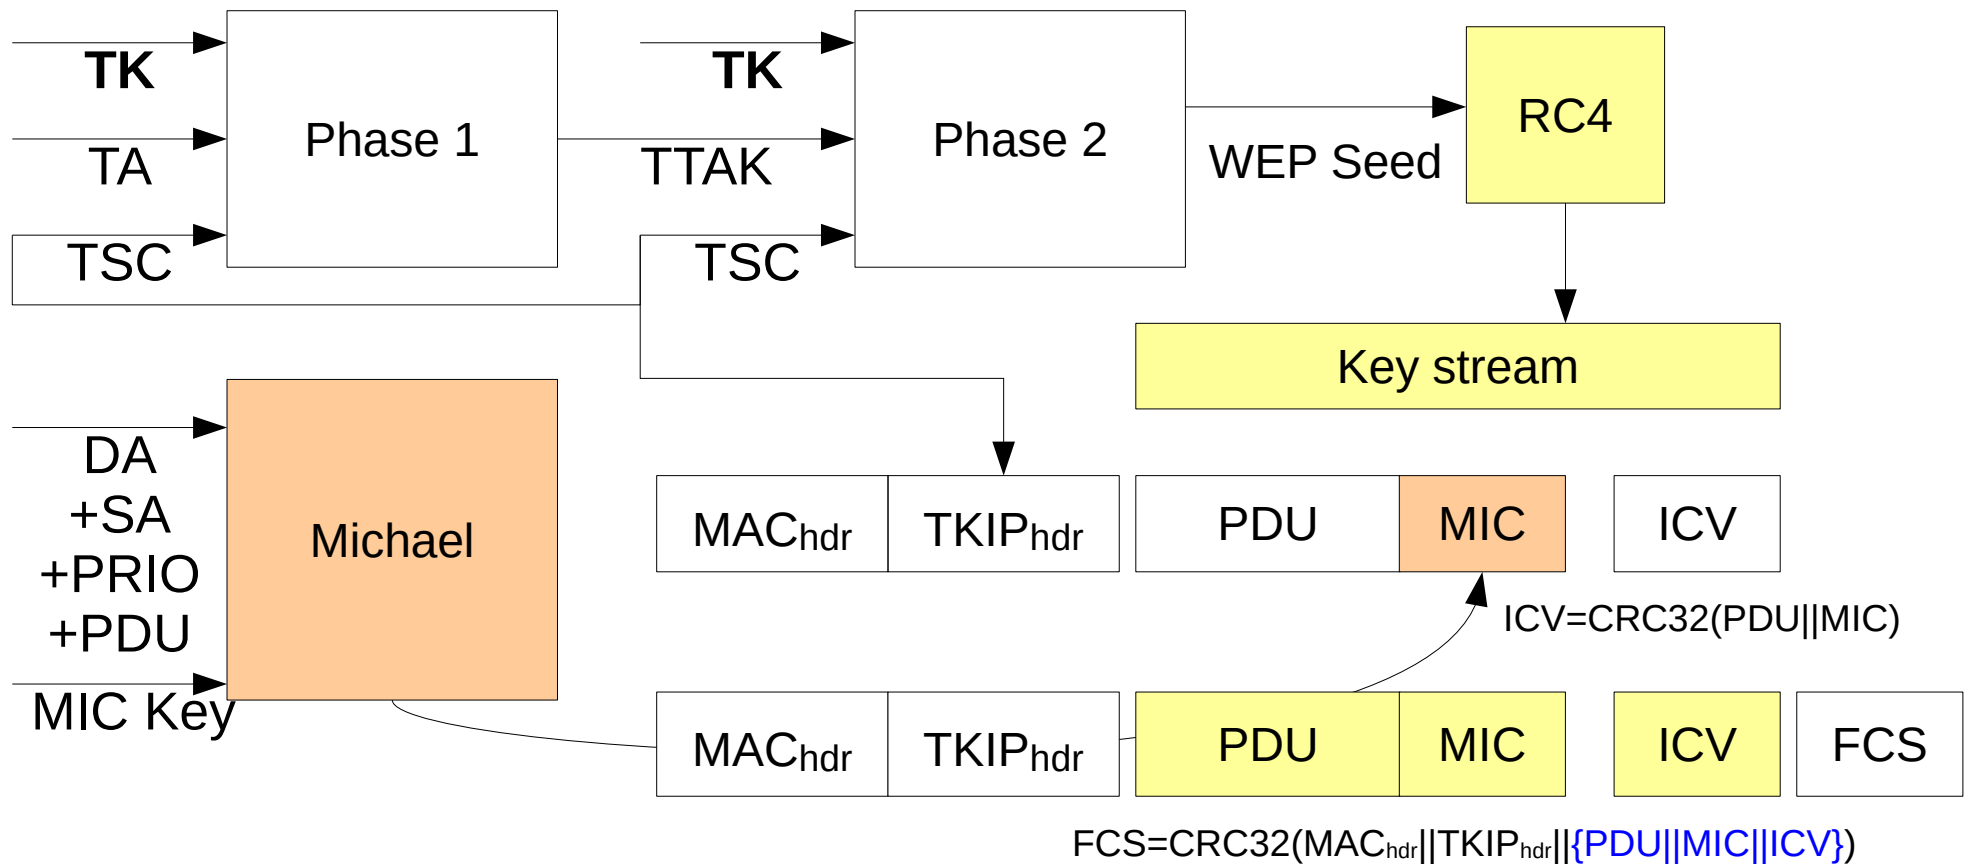 TK
TA
TSC
Phase 1
TTAK
TK
TSC
Phase 2
WEP Seed
RC4
Key stream
DA
+SA
+PRIO
+PDU
MIC Key
Michael
MAChdr TKIPhdr PDU MIC ICV
ICV=CRC32(PDU||MIC)
MAChdr TKIPhdr PDU MIC ICV FCS
FCS=CRC32(MAChdr||TKIPhdr||{PDU||MIC||ICV})